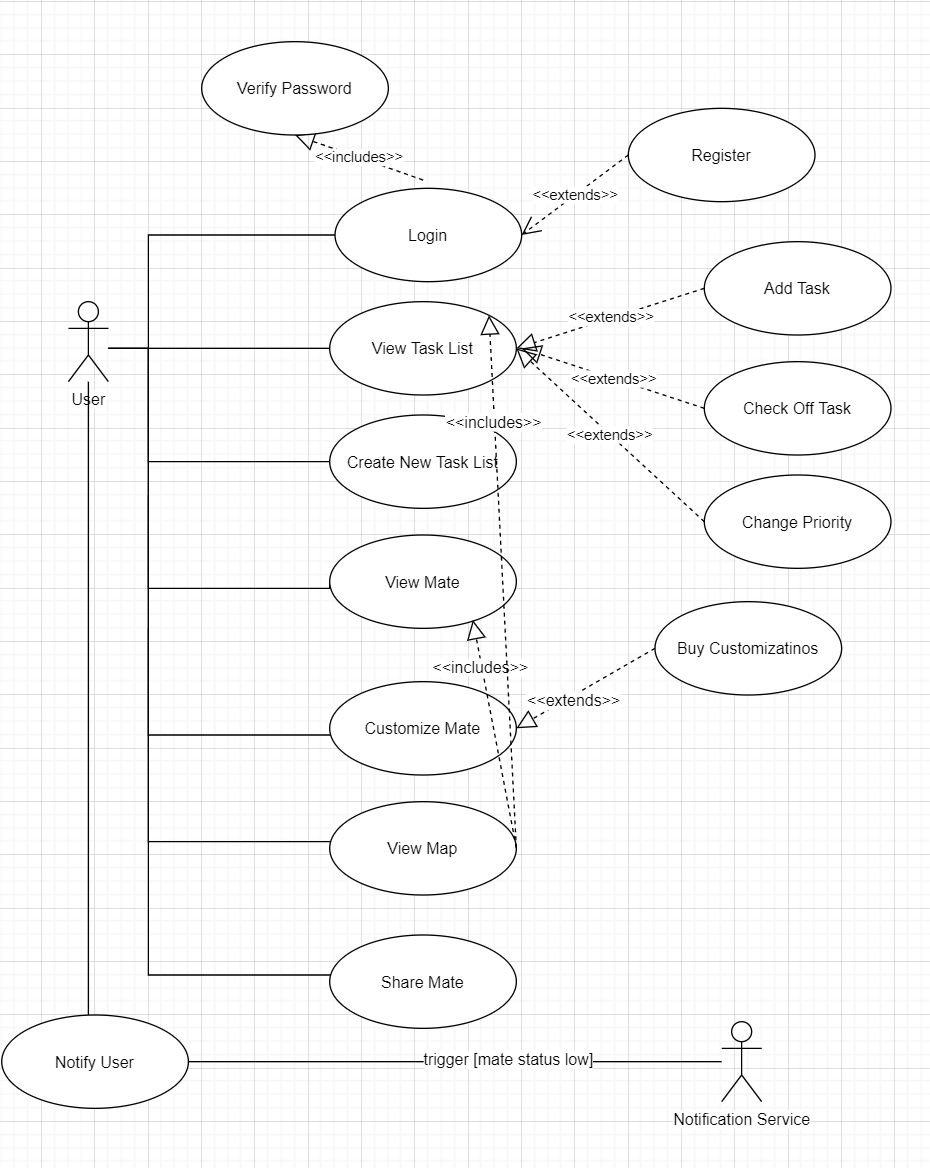 Verify Password
<<includes>>
Register
<<extends>>
Login
Add Task
<<extends>>
View Task List
<<extends>>
User
Check Off Task
<<includes>>
<<extends>>
Create New Task List
Change Priority
View Mate
Buy Customizatinos
<<includes>>
<<extends>>
Customize Mate
View Map
Share Mate
Notify User
trigger [mate status low]
Notification Service